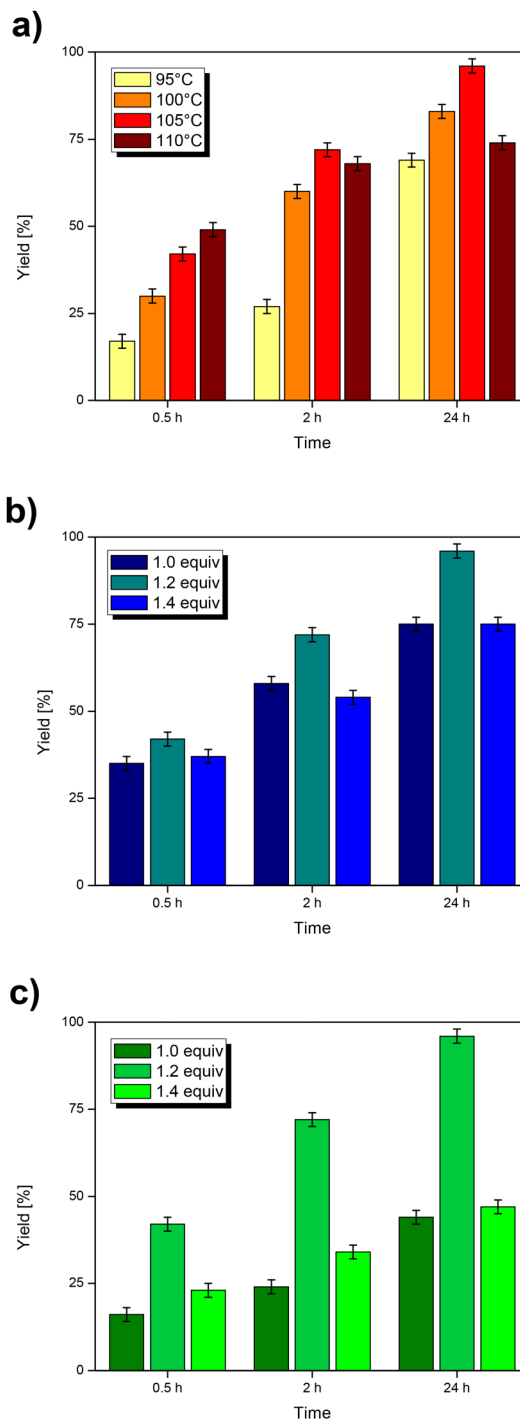 a)
100
95°C
100°C
105°C
110°C
75
50
25
0
Yield [%]
0.5 h 2 h 24 h
Time
b)
100
1.0 equiv
1.2 equiv
1.4 equiv
75
50
25
0
Yield [%]
0.5 h 2 h 24 h
Time
c)
100
1.0 equiv
1.2 equiv
1.4 equiv
75
50
25
0
Yield [%]
0.5 h 2 h 24 h
Time